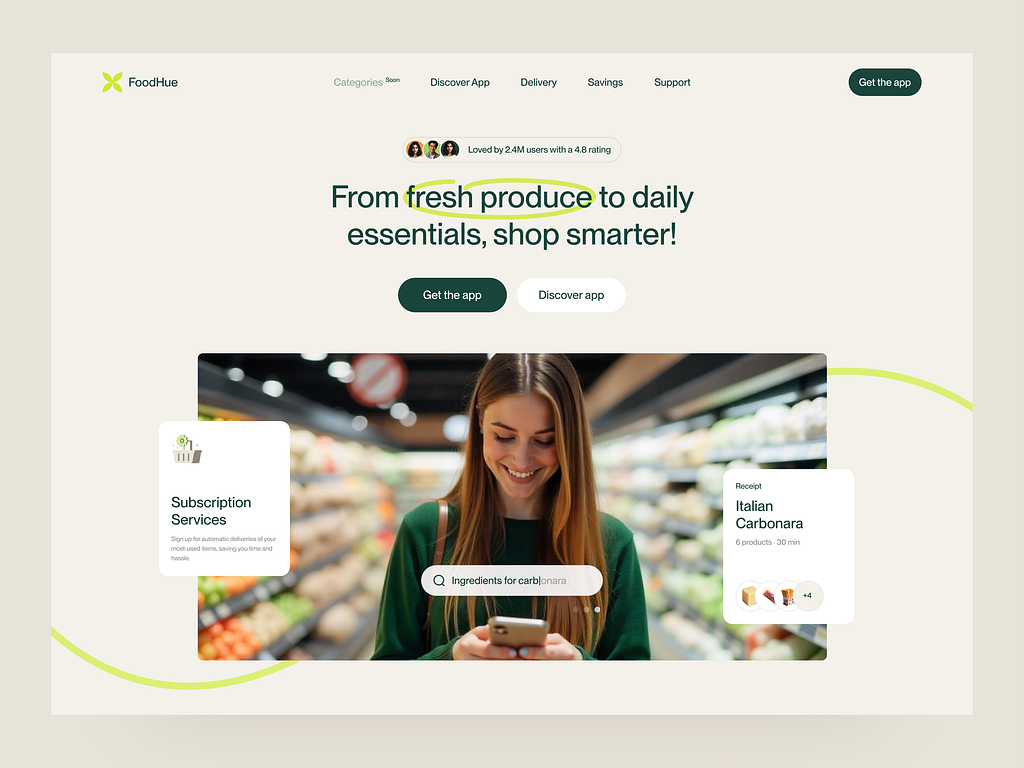 FoodHue
Categories Soon
Discover App
Delivery
Savings
Support
Get the app
Loved by 2.4M users with a 4.8 rating
From fresh produce to daily
essentials, shop smarter!
Get the app
Discover app
Subscription
Services
Sign up for automatic deliveries of your
most-used items, saving you time and
hassle.
Ingredients for carbonara
Receipt
Italian
Carbonara
6 products · 30 min
+4